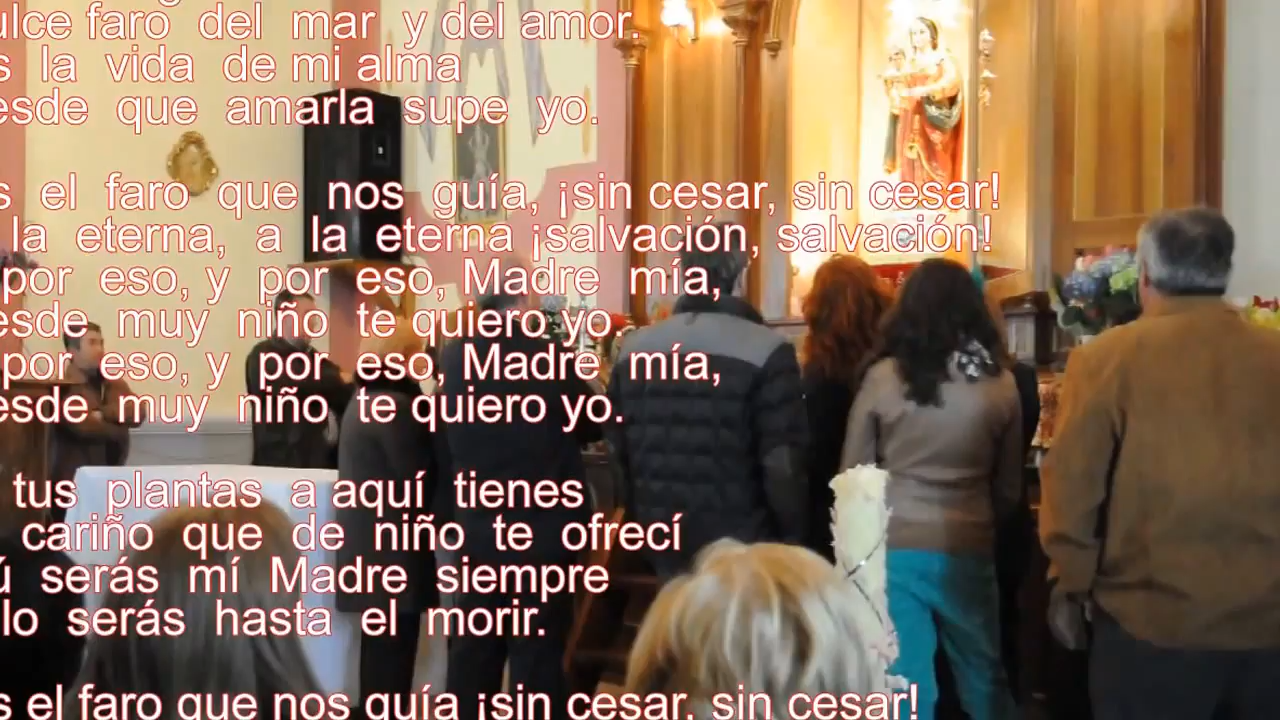 faro del mar y del amor.
la vida de mi alma
que amarla supe yo.
el faro que nos guía, ¡sin cesar, sin cesar!
la eterna, a la eterna ¡salvación, salvación!
por eso, y por eso, Madre mía,
muy niño te quiero yo
por eso, y por eso, Madre mía,
muy niño te quiero yo.
tus plantas a aquí tienes
cariño que de niño te ofrecí
serás mí Madre siempre
lo serás hasta el morir.
el faro que nos guía ¡sin cesar, sin cesar!